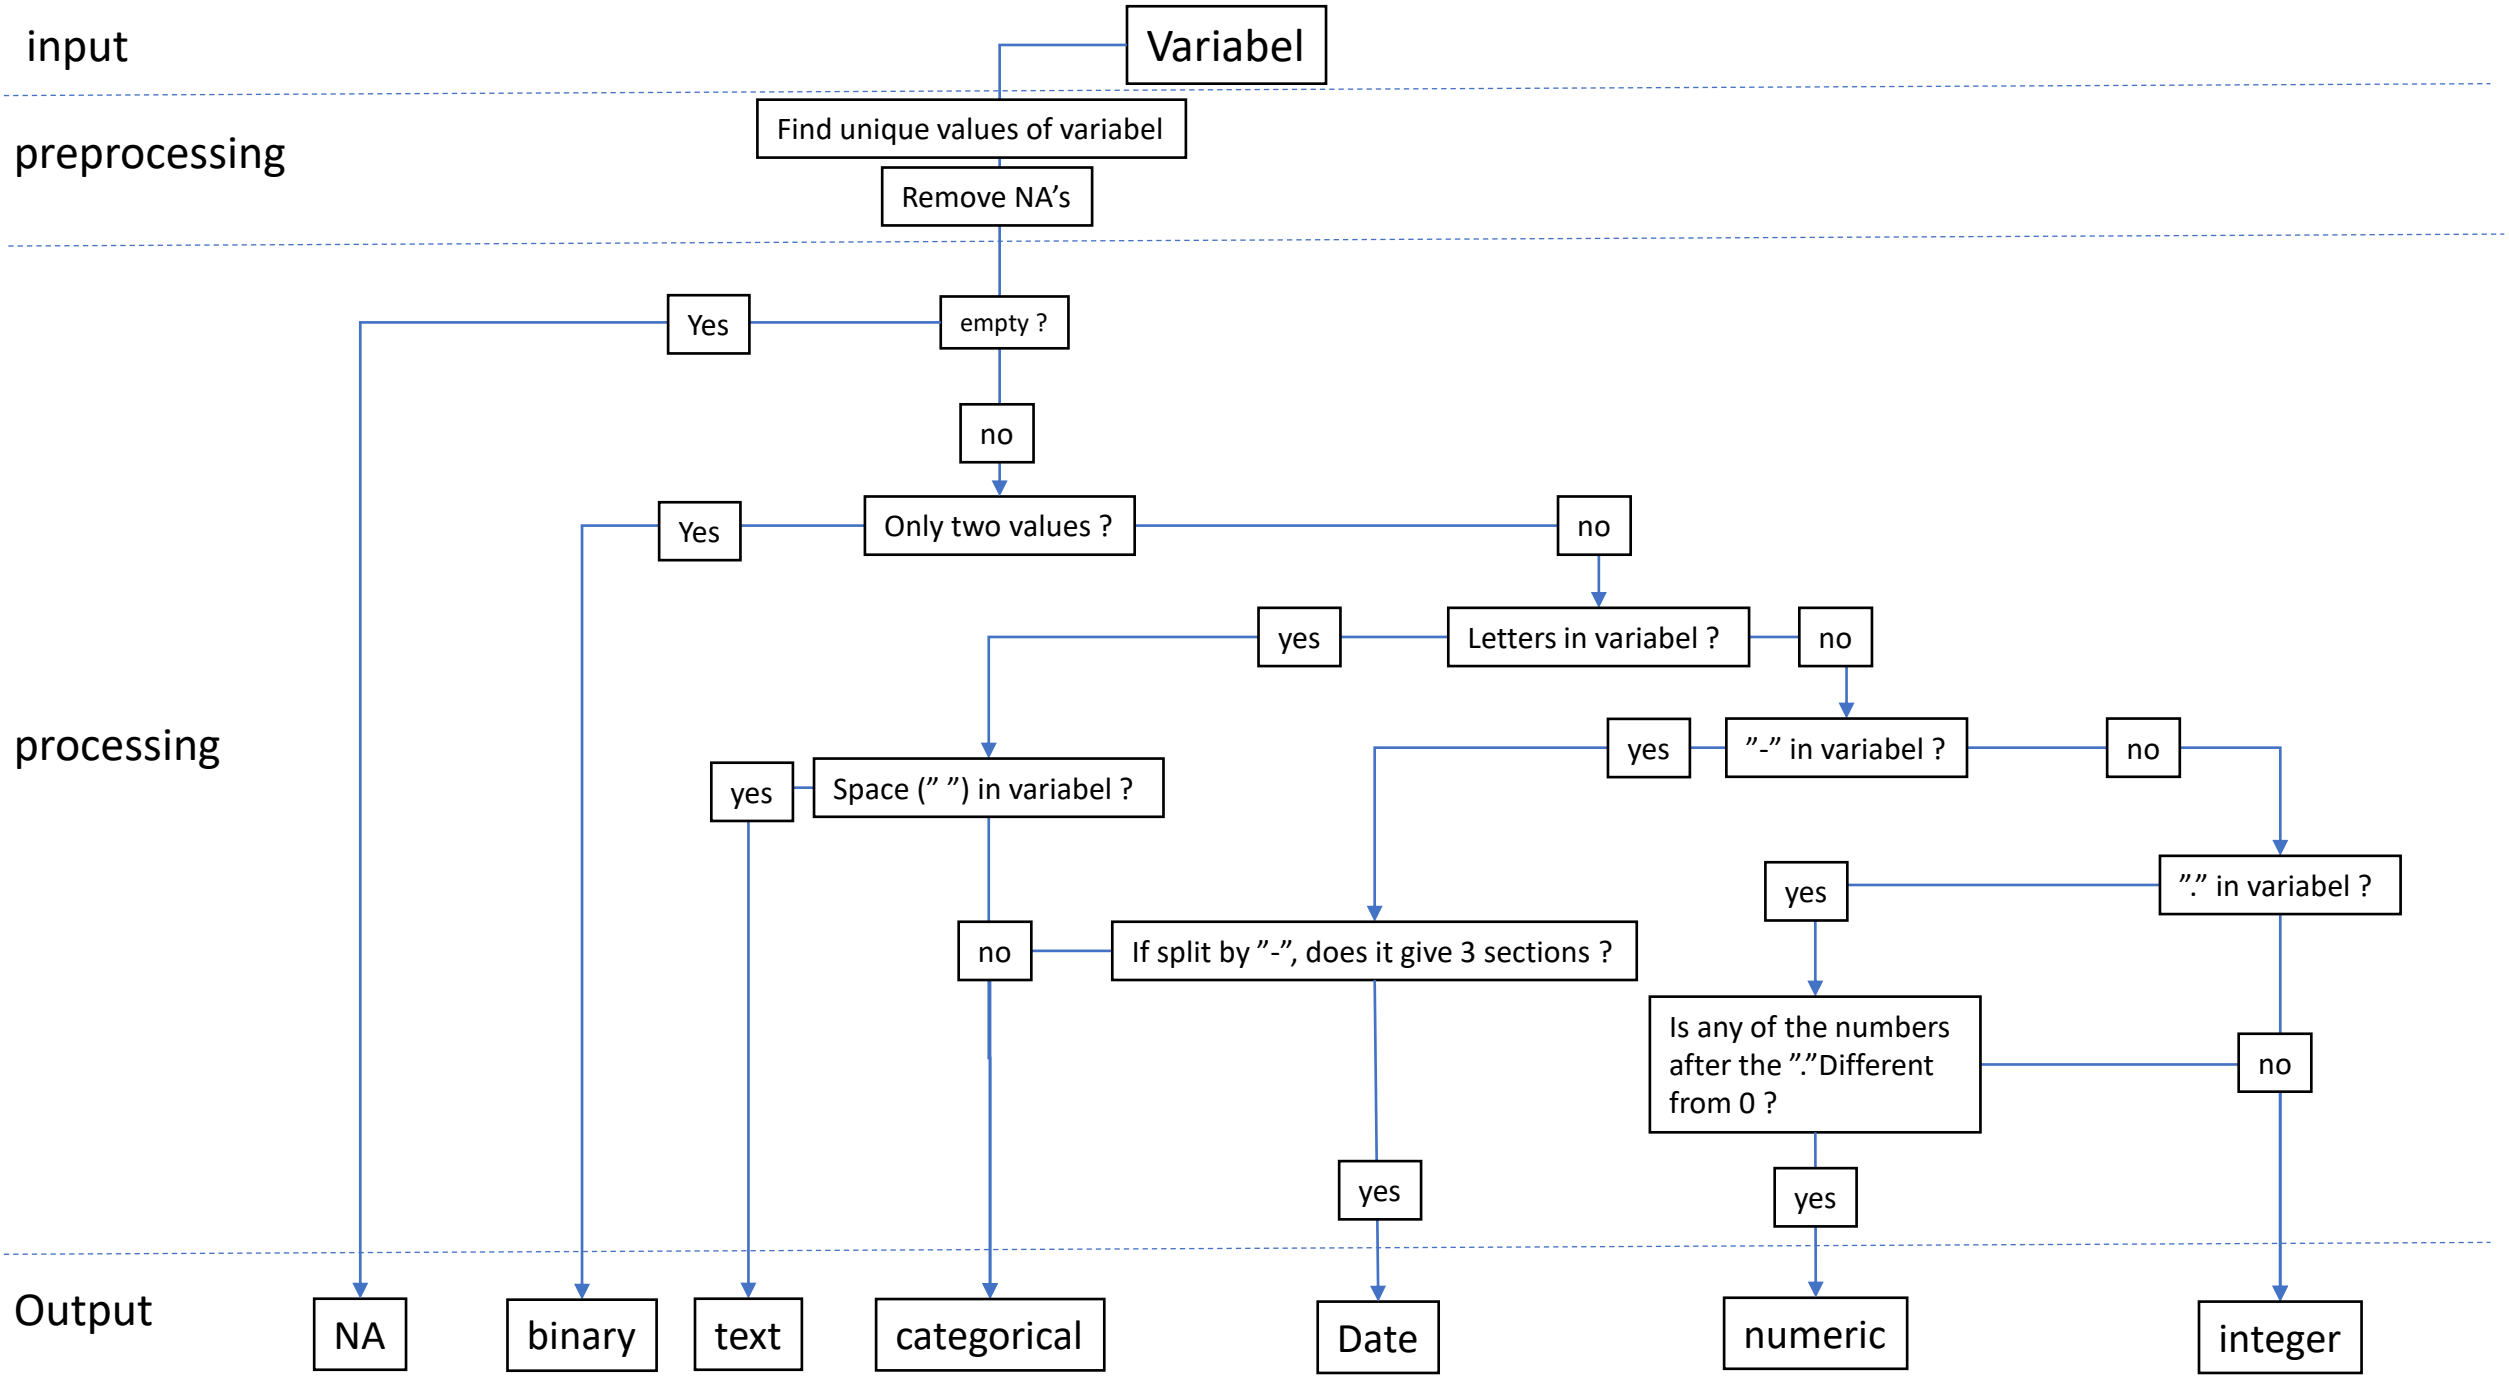 input
Variabel
Find unique values of variabel
preprocessing
Remove NA’s
Yes
empty ?
no
Yes
Only two values ?
no
yes
Letters in variabel ?
no
processing
yes
”-” in variabel ?
no
yes
Space (” ”) in variabel ?
yes
”.” in variabel ?
no
If split by ”-”, does it give 3 sections ?
Is any of the numbers
after the ”.”Different
from 0 ?
no
yes
yes
Output
NA
binary
text
categorical
Date
numeric
integer